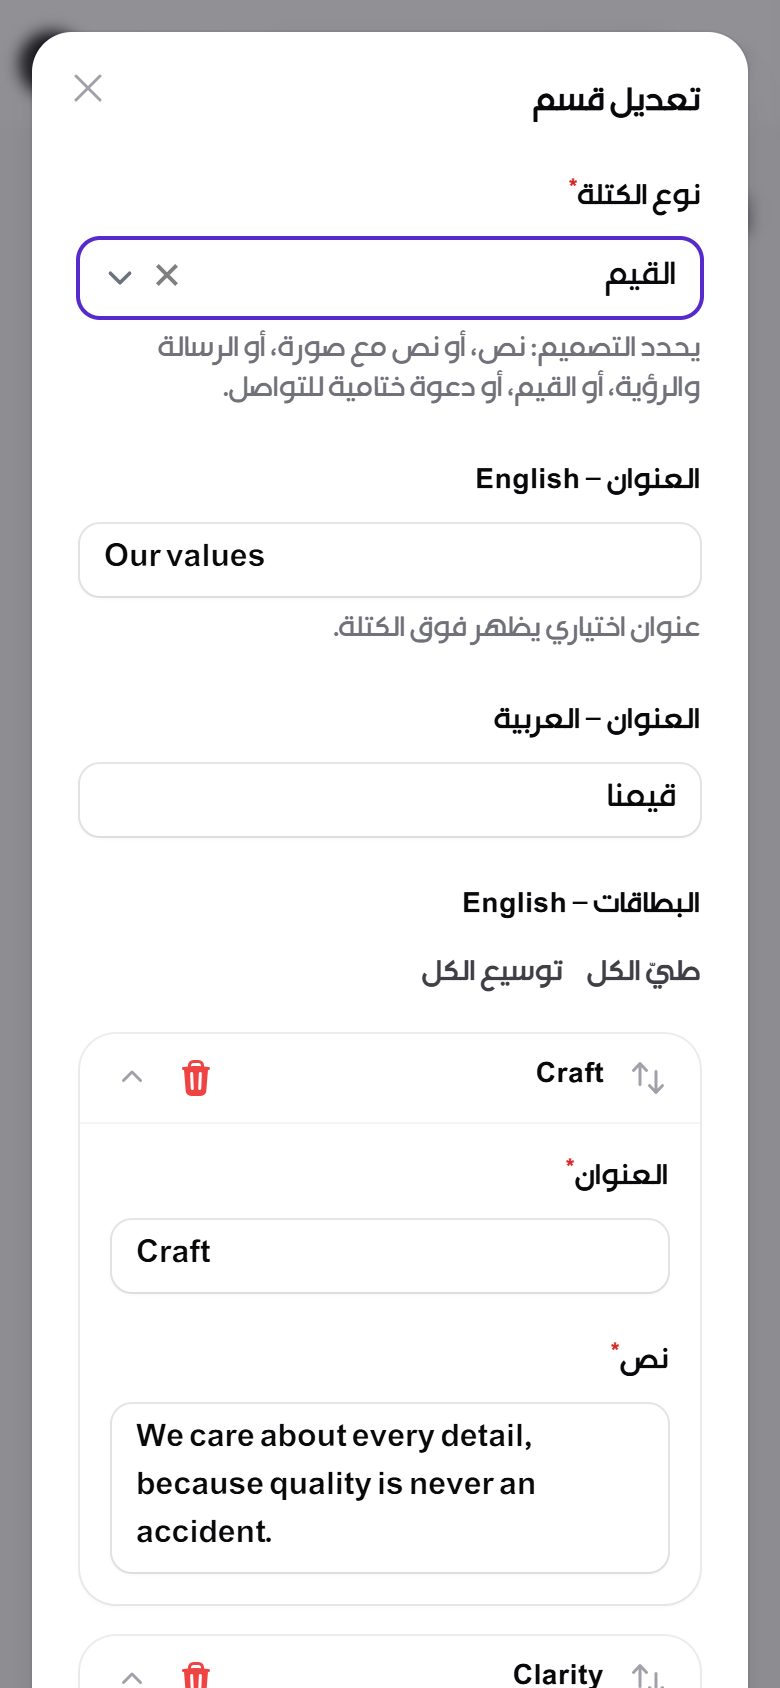 تعديل قسم
نوع الكتلة*
القيم
يحدد التصميم: نص، أو نص مع صورة، أو الرسالة
والرؤية، أو القيم، أو دعوة ختامية للتواصل.
العنوان – English
Our values
عنوان اختياري يظهر فوق الكتلة.
العنوان – العربية
قيمنا
البطاقات – English
طيّ الكل توسيع الكل
Craft
العنوان*
Craft
نص*
We care about every detail,
because quality is never an
accident.
Clarity